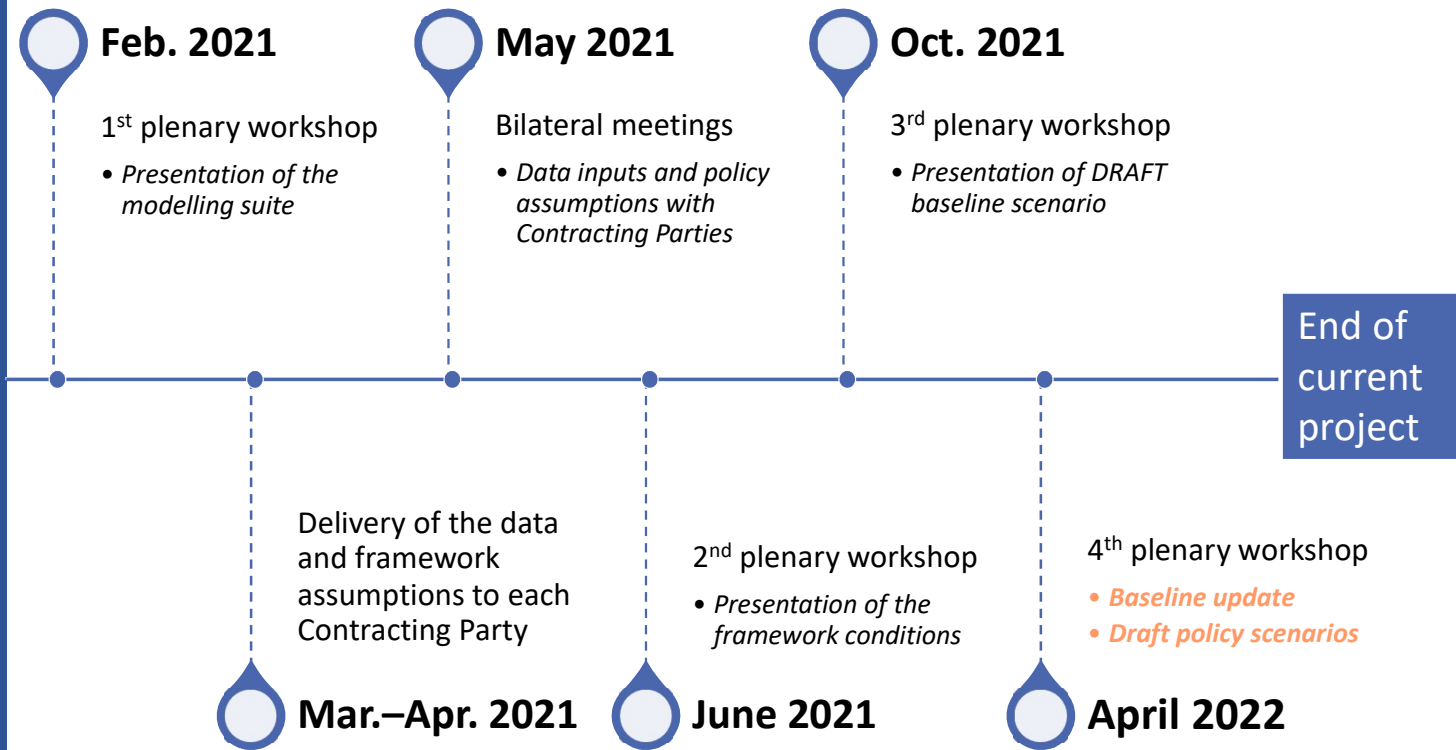 Feb. 2021
1st plenary workshop
• Presentation of the
modelling suite
May 2021
Bilateral meetings
• Data inputs and policy
assumptions with
Contracting Parties
Oct. 2021
3rd plenary workshop
• Presentation of DRAFT
baseline scenario
End of
current
project
Delivery of the data
and framework
assumptions to each
Contracting Party
Mar.–Apr. 2021
2nd plenary workshop
• Presentation of the
framework conditions
June 2021
4th plenary workshop
• Baseline update
• Draft policy scenarios
April 2022